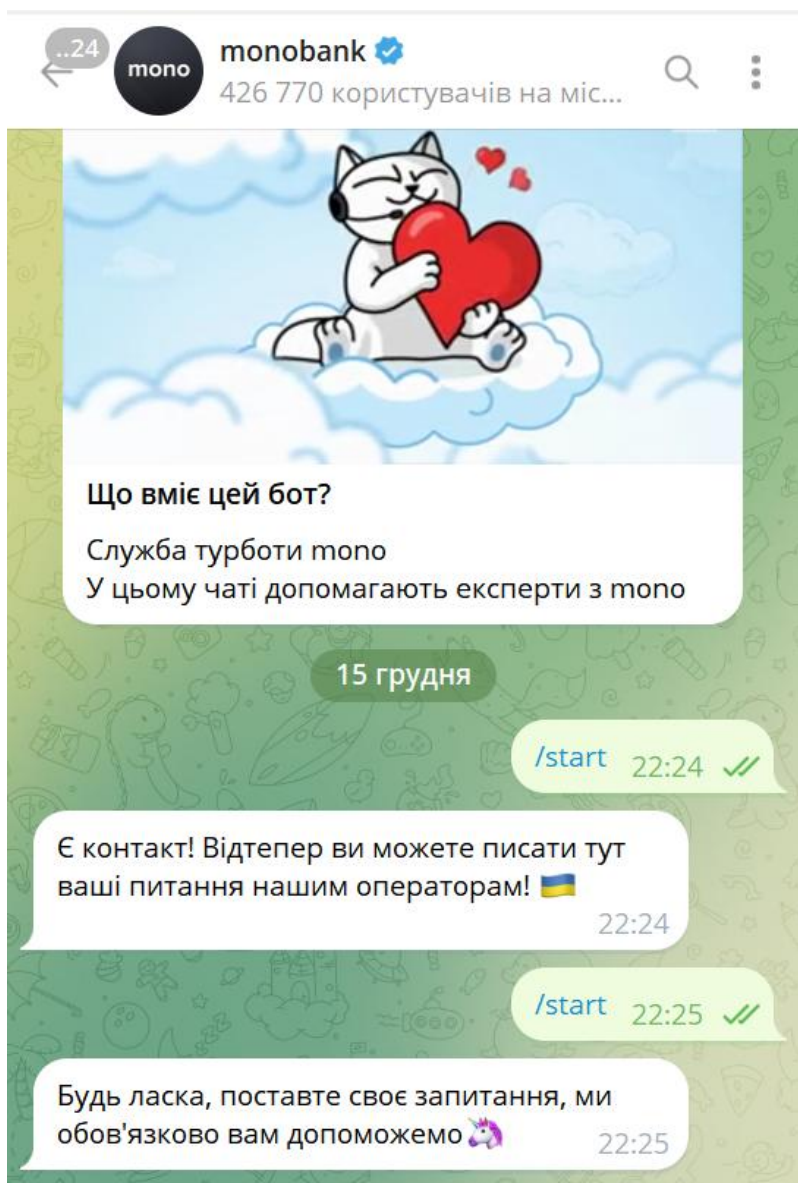 ..24
mono
monobank
426 770 користувачів на міс...
Що вміє цей бот?
Служба турботи mono
У цьому чаті допомагають експерти з mono
15 грудня
/start 22:24
Є контакт! Відтепер ви можете писати тут
ваші питання нашим операторам! 🇺🇦
22:24
/start 22:25
Будь ласка, поставте своє запитання, ми
обов'язково вам допоможемо🦄 22:25